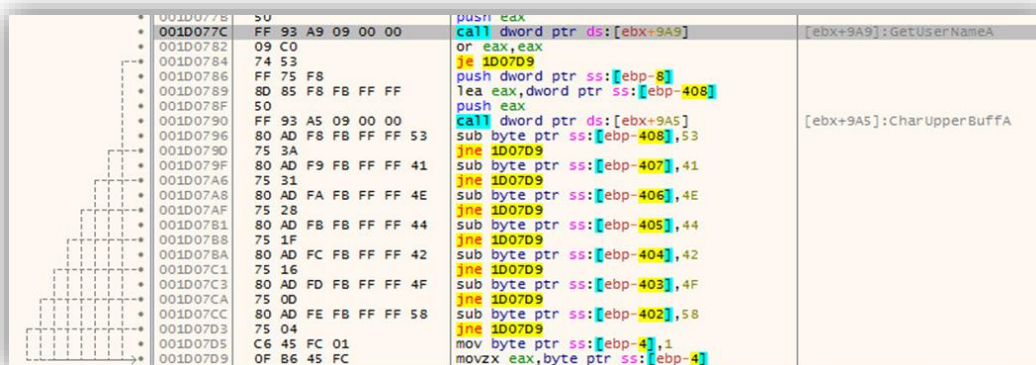 001D077B 50 push eax
001D077C FF 93 A9 09 00 00 call dword ptr ds:[ebx+9A9] [ebx+9A9]:GetUserNameA
001D0782 09 C0 or eax,eax
001D0784 74 53 je 1D07D9
001D0786 FF 75 F8 push dword ptr ss:[ebp-8]
001D0789 8D 85 F8 FB FF FF lea eax,dword ptr ss:[ebp-408]
001D078F 50 push eax
001D0790 FF 93 A5 09 00 00 call dword ptr ds:[ebx+9A5] [ebx+9A5]:CharUpperBuffA
001D0796 80 AD F8 FB FF FF 53 sub byte ptr ss:[ebp-408],53
001D079D 75 3A jne 1D07D9
001D079F 80 AD F9 FB FF FF 41 sub byte ptr ss:[ebp-407],41
001D07A6 75 31 jne 1D07D9
001D07A8 80 AD FA FB FF FF 4E sub byte ptr ss:[ebp-406],4E
001D07AF 75 28 jne 1D07D9
001D07B1 80 AD FB FB FF FF 44 sub byte ptr ss:[ebp-405],44
001D07B8 75 1F jne 1D07D9
001D07BA 80 AD FC FB FF FF 42 sub byte ptr ss:[ebp-404],42
001D07C1 75 16 jne 1D07D9
001D07C3 80 AD FD FB FF FF 4F sub byte ptr ss:[ebp-403],4F
001D07CA 75 0D jne 1D07D9
001D07CC 80 AD FE FB FF FF 58 sub byte ptr ss:[ebp-402],58
001D07D3 75 04 jne 1D07D9
001D07D5 C6 45 FC 01 mov byte ptr ss:[ebp-4],1
001D07D9 0F B6 45 FC movzx eax,byte ptr ss:[ebp-4]